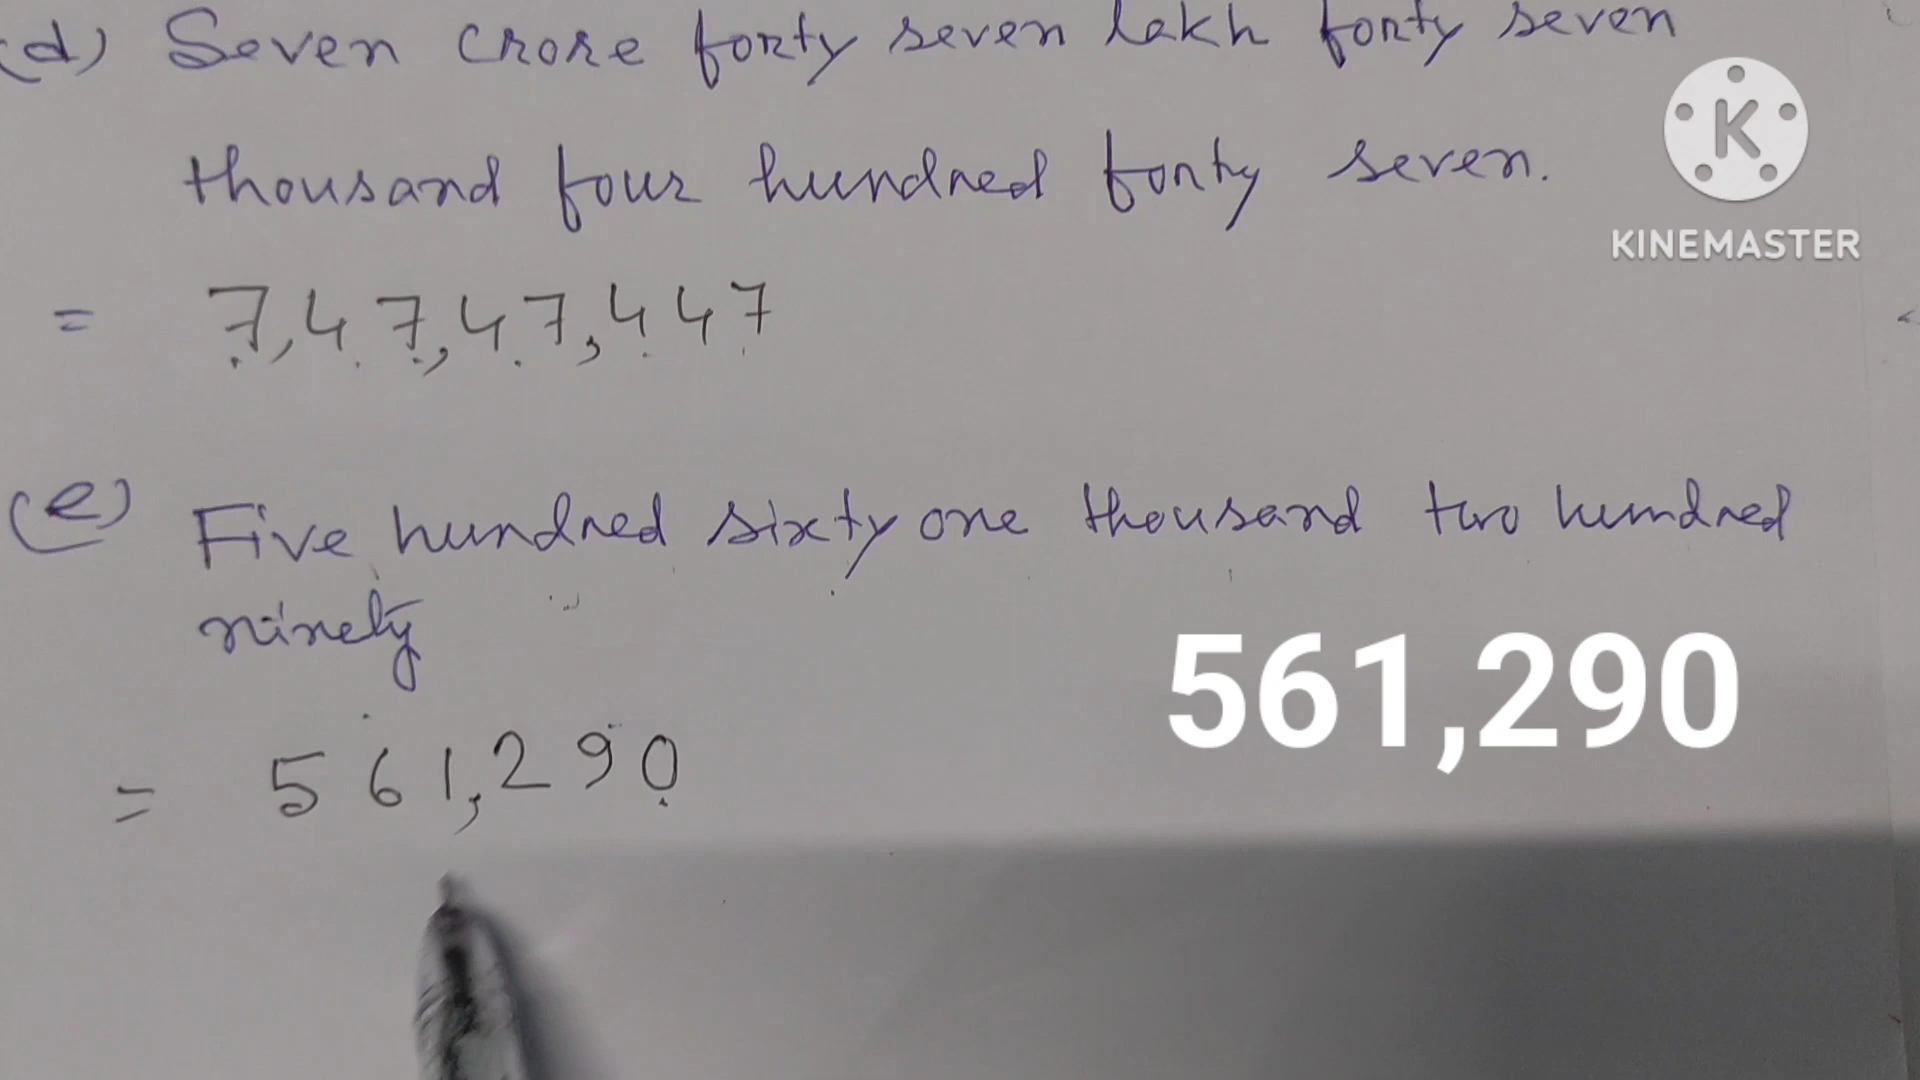 (d) Seven crore forty seven lakh forty seven
K
thousand four hundred forty seven.
KINEMASTER
= 7,47,47,447
(e) Five hundred sixty one thousand two hundred
ninety
561,290
= 561,290